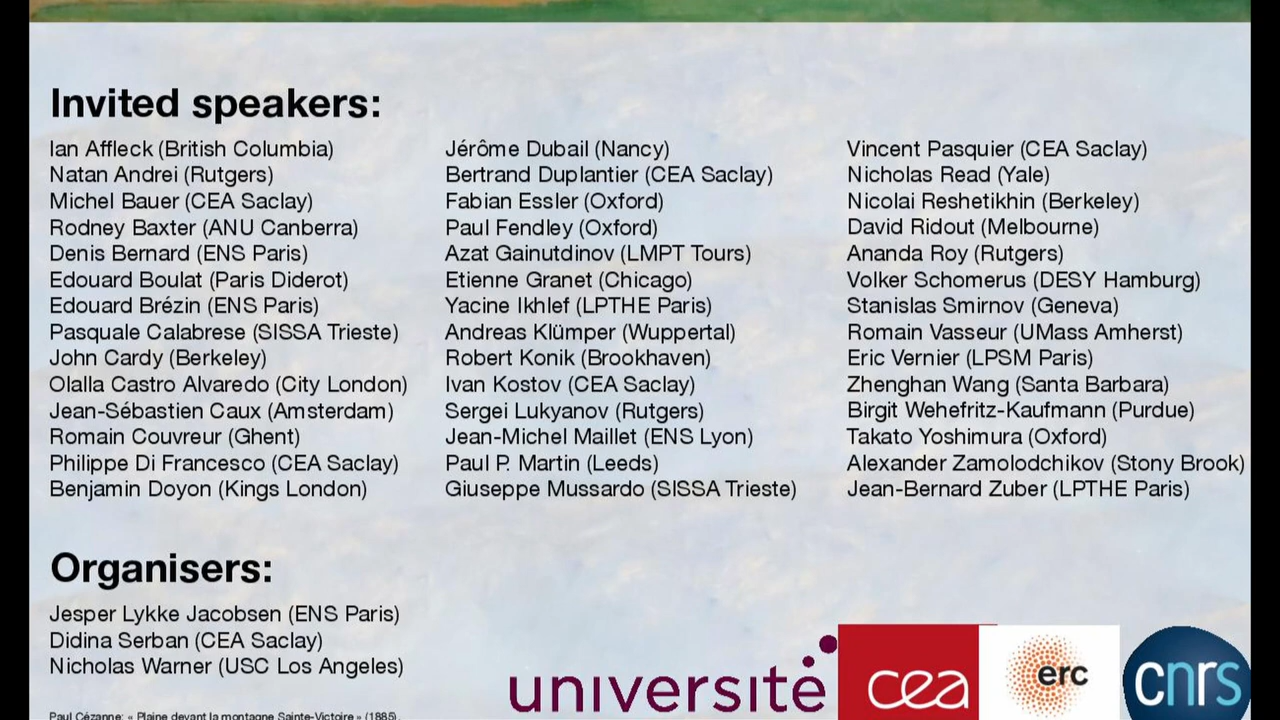 Invited speakers:
Ian Affleck (British Columbia)
Natan Andrei (Rutgers)
Michel Bauer (CEA Saclay)
Rodney Baxter (ANU Canberra)
Denis Bernard (ENS Paris)
Edouard Boulat (Paris Diderot)
Edouard Brézin (ENS Paris)
Pasquale Calabrese (SISSA Trieste)
John Cardy (Berkeley)
Olalla Castro Alvaredo (City London)
Jean-Sébastien Caux (Amsterdam)
Romain Couvreur (Ghent)
Philippe Di Francesco (CEA Saclay)
Benjamin Doyon (Kings London)
Jérôme Dubail (Nancy)
Bertrand Duplantier (CEA Saclay)
Fabian Essler (Oxford)
Paul Fendley (Oxford)
Azat Gainutdinov (LMPT Tours)
Etienne Granet (Chicago)
Yacine Ikhlef (LPTHE Paris)
Andreas Klümper (Wuppertal)
Robert Konik (Brookhaven)
Ivan Kostov (CEA Saclay)
Sergei Lukyanov (Rutgers)
Jean-Michel Maillet (ENS Lyon)
Paul P. Martin (Leeds)
Giuseppe Mussardo (SISSA Trieste)
Vincent Pasquier (CEA Saclay)
Nicholas Read (Yale)
Nicolai Reshetikhin (Berkeley)
David Ridout (Melbourne)
Ananda Roy (Rutgers)
Volker Schomerus (DESY Hamburg)
Stanislas Smirnov (Geneva)
Romain Vasseur (UMass Amherst)
Eric Vernier (LPSM Paris)
Zhenghan Wang (Santa Barbara)
Birgit Wehefritz-Kaufmann (Purdue)
Takato Yoshimura (Oxford)
Alexander Zamolodchikov (Stony Brook)
Jean-Bernard Zuber (LPTHE Paris)
Organisers:
Jesper Lykke Jacobsen (ENS Paris)
Didina Serban (CEA Saclay)
Nicholas Warner (USC Los Angeles)
Paul Cézanne: « Plaine devant la montagne Sainte-Victoire » (1885).
université
cea
erc
cnrs